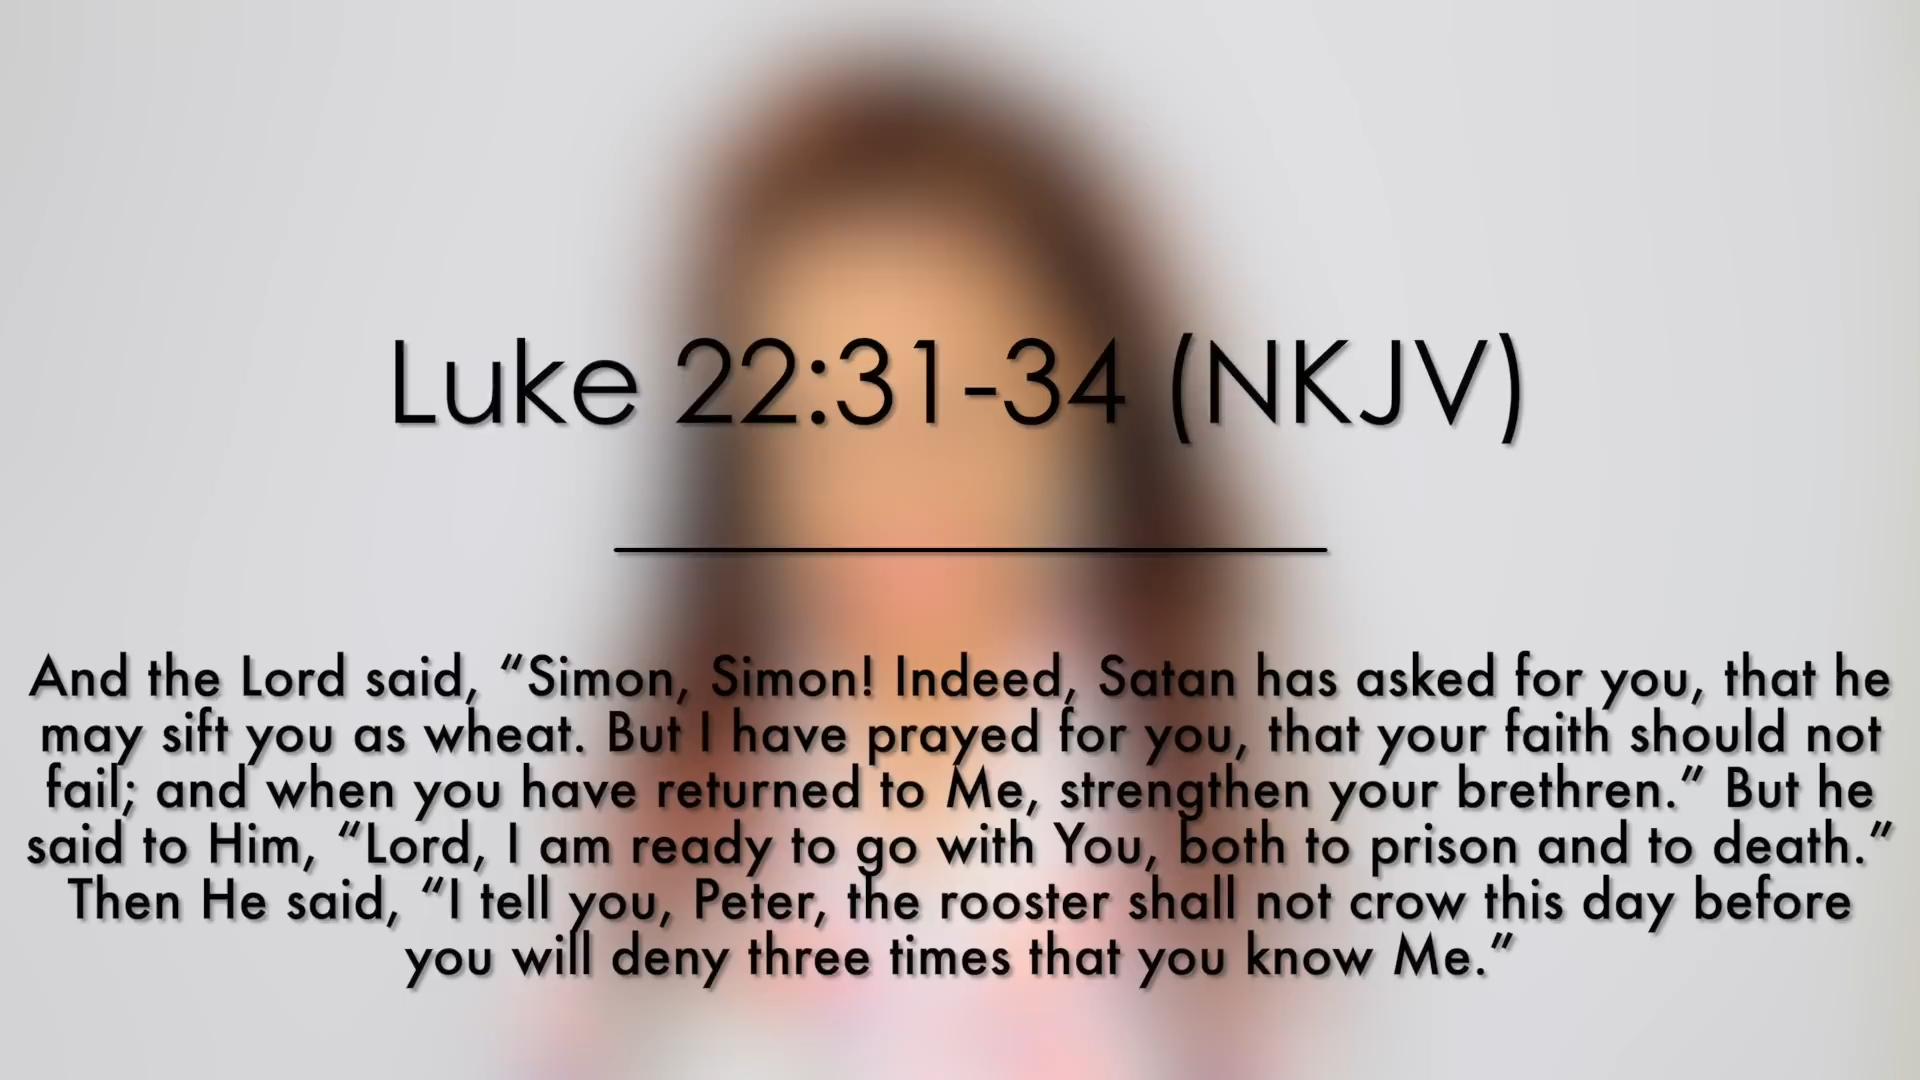 Luke 22:31-34 (NKJV)
And the Lord said, “Simon, Simon! Indeed, Satan has asked for you, that he
may sift you as wheat. But I have prayed for you, that your faith should not
fail; and when you have returned to Me, strengthen your brethren.” But he
said to Him, “Lord, I am ready to go with You, both to prison and to death.”
Then He said, “I tell you, Peter, the rooster shall not crow this day before
you will deny three times that you know Me.”